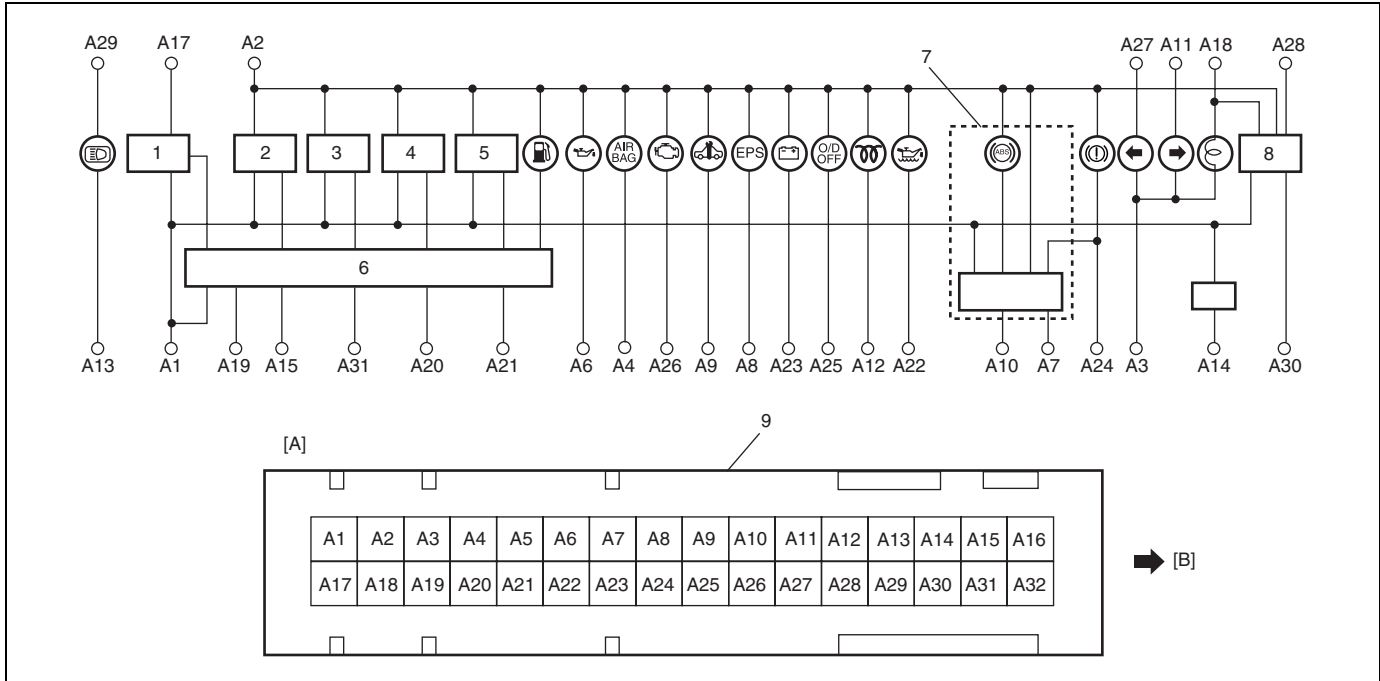 A29 A17 A2 7 A27 A11 A18 A28
1 2 3 4 5 AIR BAG EPS O/D OFF ABS 8
6
A13 A1 A19 A15 A31 A20 A21 A6 A4 A26 A9 A8 A23 A25 A12 A22 A10 A7 A24 A3 A14 A30
9
[A]
A1 A2 A3 A4 A5 A6 A7 A8 A9 A10 A11 A12 A13 A14 A15 A16
[B]
A17 A18 A19 A20 A21 A22 A23 A24 A25 A26 A27 A28 A29 A30 A31 A32